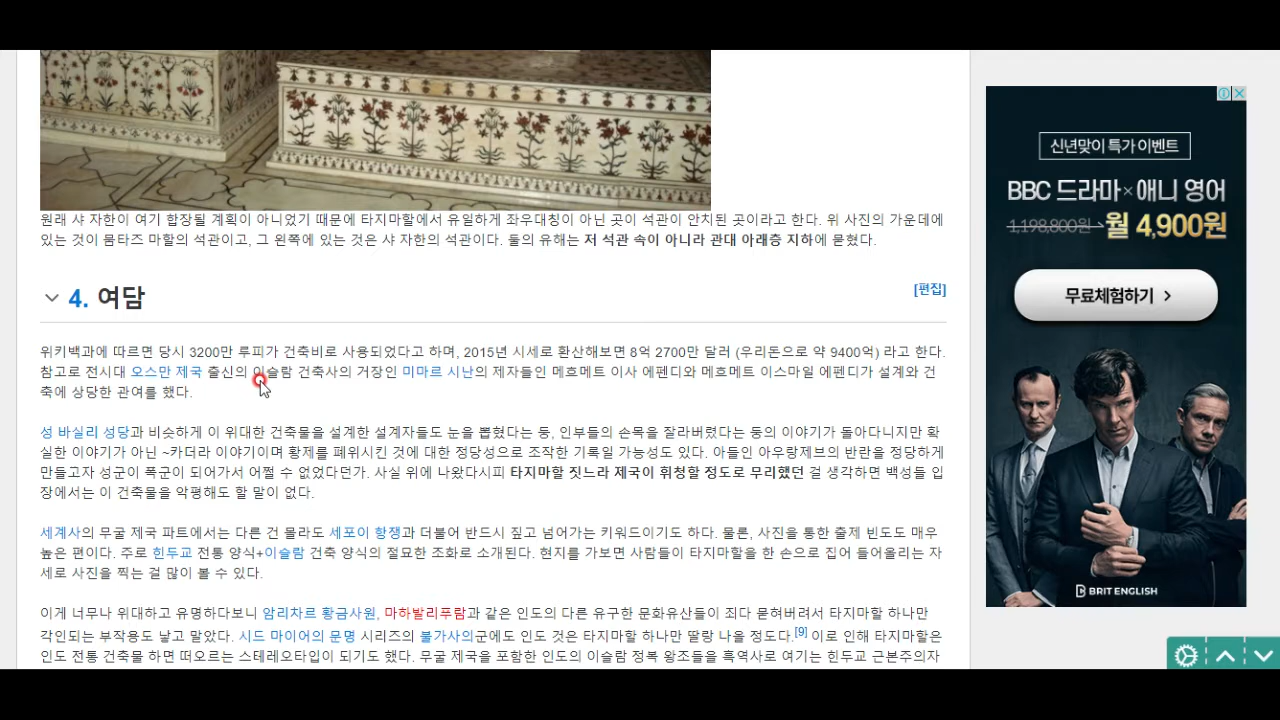 원래 샤 자한이 여기 합장될 계획이 아니었기 때문에 타지마할에서 유일하게 좌우대칭이 아닌 곳이 석관이 안치된 곳이라고 한다. 위 사진의 가운데에
있는 것이 뭄타즈 마할의 석관이고, 그 왼쪽에 있는 것은 샤 자한의 석관이다. 둘의 유해는 저 석관 속이 아니라 관대 아래층 지하에 묻혔다.
4. 여담
[편집]
위키백과에 따르면 당시 3200만 루피가 건축비로 사용되었다고 하며, 2015년 시세로 환산해보면 8억 2700만 달러 (우리돈으로 약 9400억) 라고 한다.
참고로 전시대 오스만 제국 출신의 이슬람 건축사의 거장인 미마르 시난의 제자들인 메흐메트 이사 에펜디와 메흐메트 이스마일 에펜디가 설계와 건
축에 상당한 관여를 했다.
성 바실리 성당과 비슷하게 이 위대한 건축물을 설계한 설계자들도 눈을 뽑혔다는 둥, 인부들의 손목을 잘라버렸다는 둥의 이야기가 돌아다니지만 확
실한 이야기가 아닌 ~카더라 이야기이며 황제를 폐위시킨 것에 대한 정당성으로 조작한 기록일 가능성도 있다. 아들인 아우랑제브의 반란을 정당하게
만들고자 성군이 폭군이 되어가서 어쩔 수 없었다던가. 사실 위에 나왔다시피 타지마할 짓느라 제국이 휘청할 정도로 무리했던 걸 생각하면 백성들 입
장에서는 이 건축물을 악평해도 할 말이 없다.
세계사의 무굴 제국 파트에서는 다른 건 몰라도 세포이 항쟁과 더불어 반드시 짚고 넘어가는 키워드이기도 하다. 물론, 사진을 통한 출제 빈도도 매우
높은 편이다. 주로 힌두교 전통 양식+이슬람 건축 양식의 절묘한 조화로 소개된다. 현지를 가보면 사람들이 타지마할을 한 손으로 집어 들어올리는 자
세로 사진을 찍는 걸 많이 볼 수 있다.
이게 너무나 위대하고 유명하다보니 암리차르 황금사원, 마하발리푸람과 같은 인도의 다른 유구한 문화유산들이 죄다 묻혀버려서 타지마할 하나만
각인되는 부작용도 낳고 말았다. 시드 마이어의 문명 시리즈의 불가사의군에도 인도 것은 타지마할 하나만 딸랑 나올 정도다.[9] 이로 인해 타지마할은
인도 전통 건축물 하면 떠오르는 스테레오타입이 되기도 했다. 무굴 제국을 포함한 인도의 이슬람 정복 왕조들을 흑역사로 여기는 힌두교 근본주의자
신년맞이 특가 이벤트
BBC 드라마×애니 영어
1,198,800원 월 4,900원
무료체험하기 >
BRIT ENGLISH